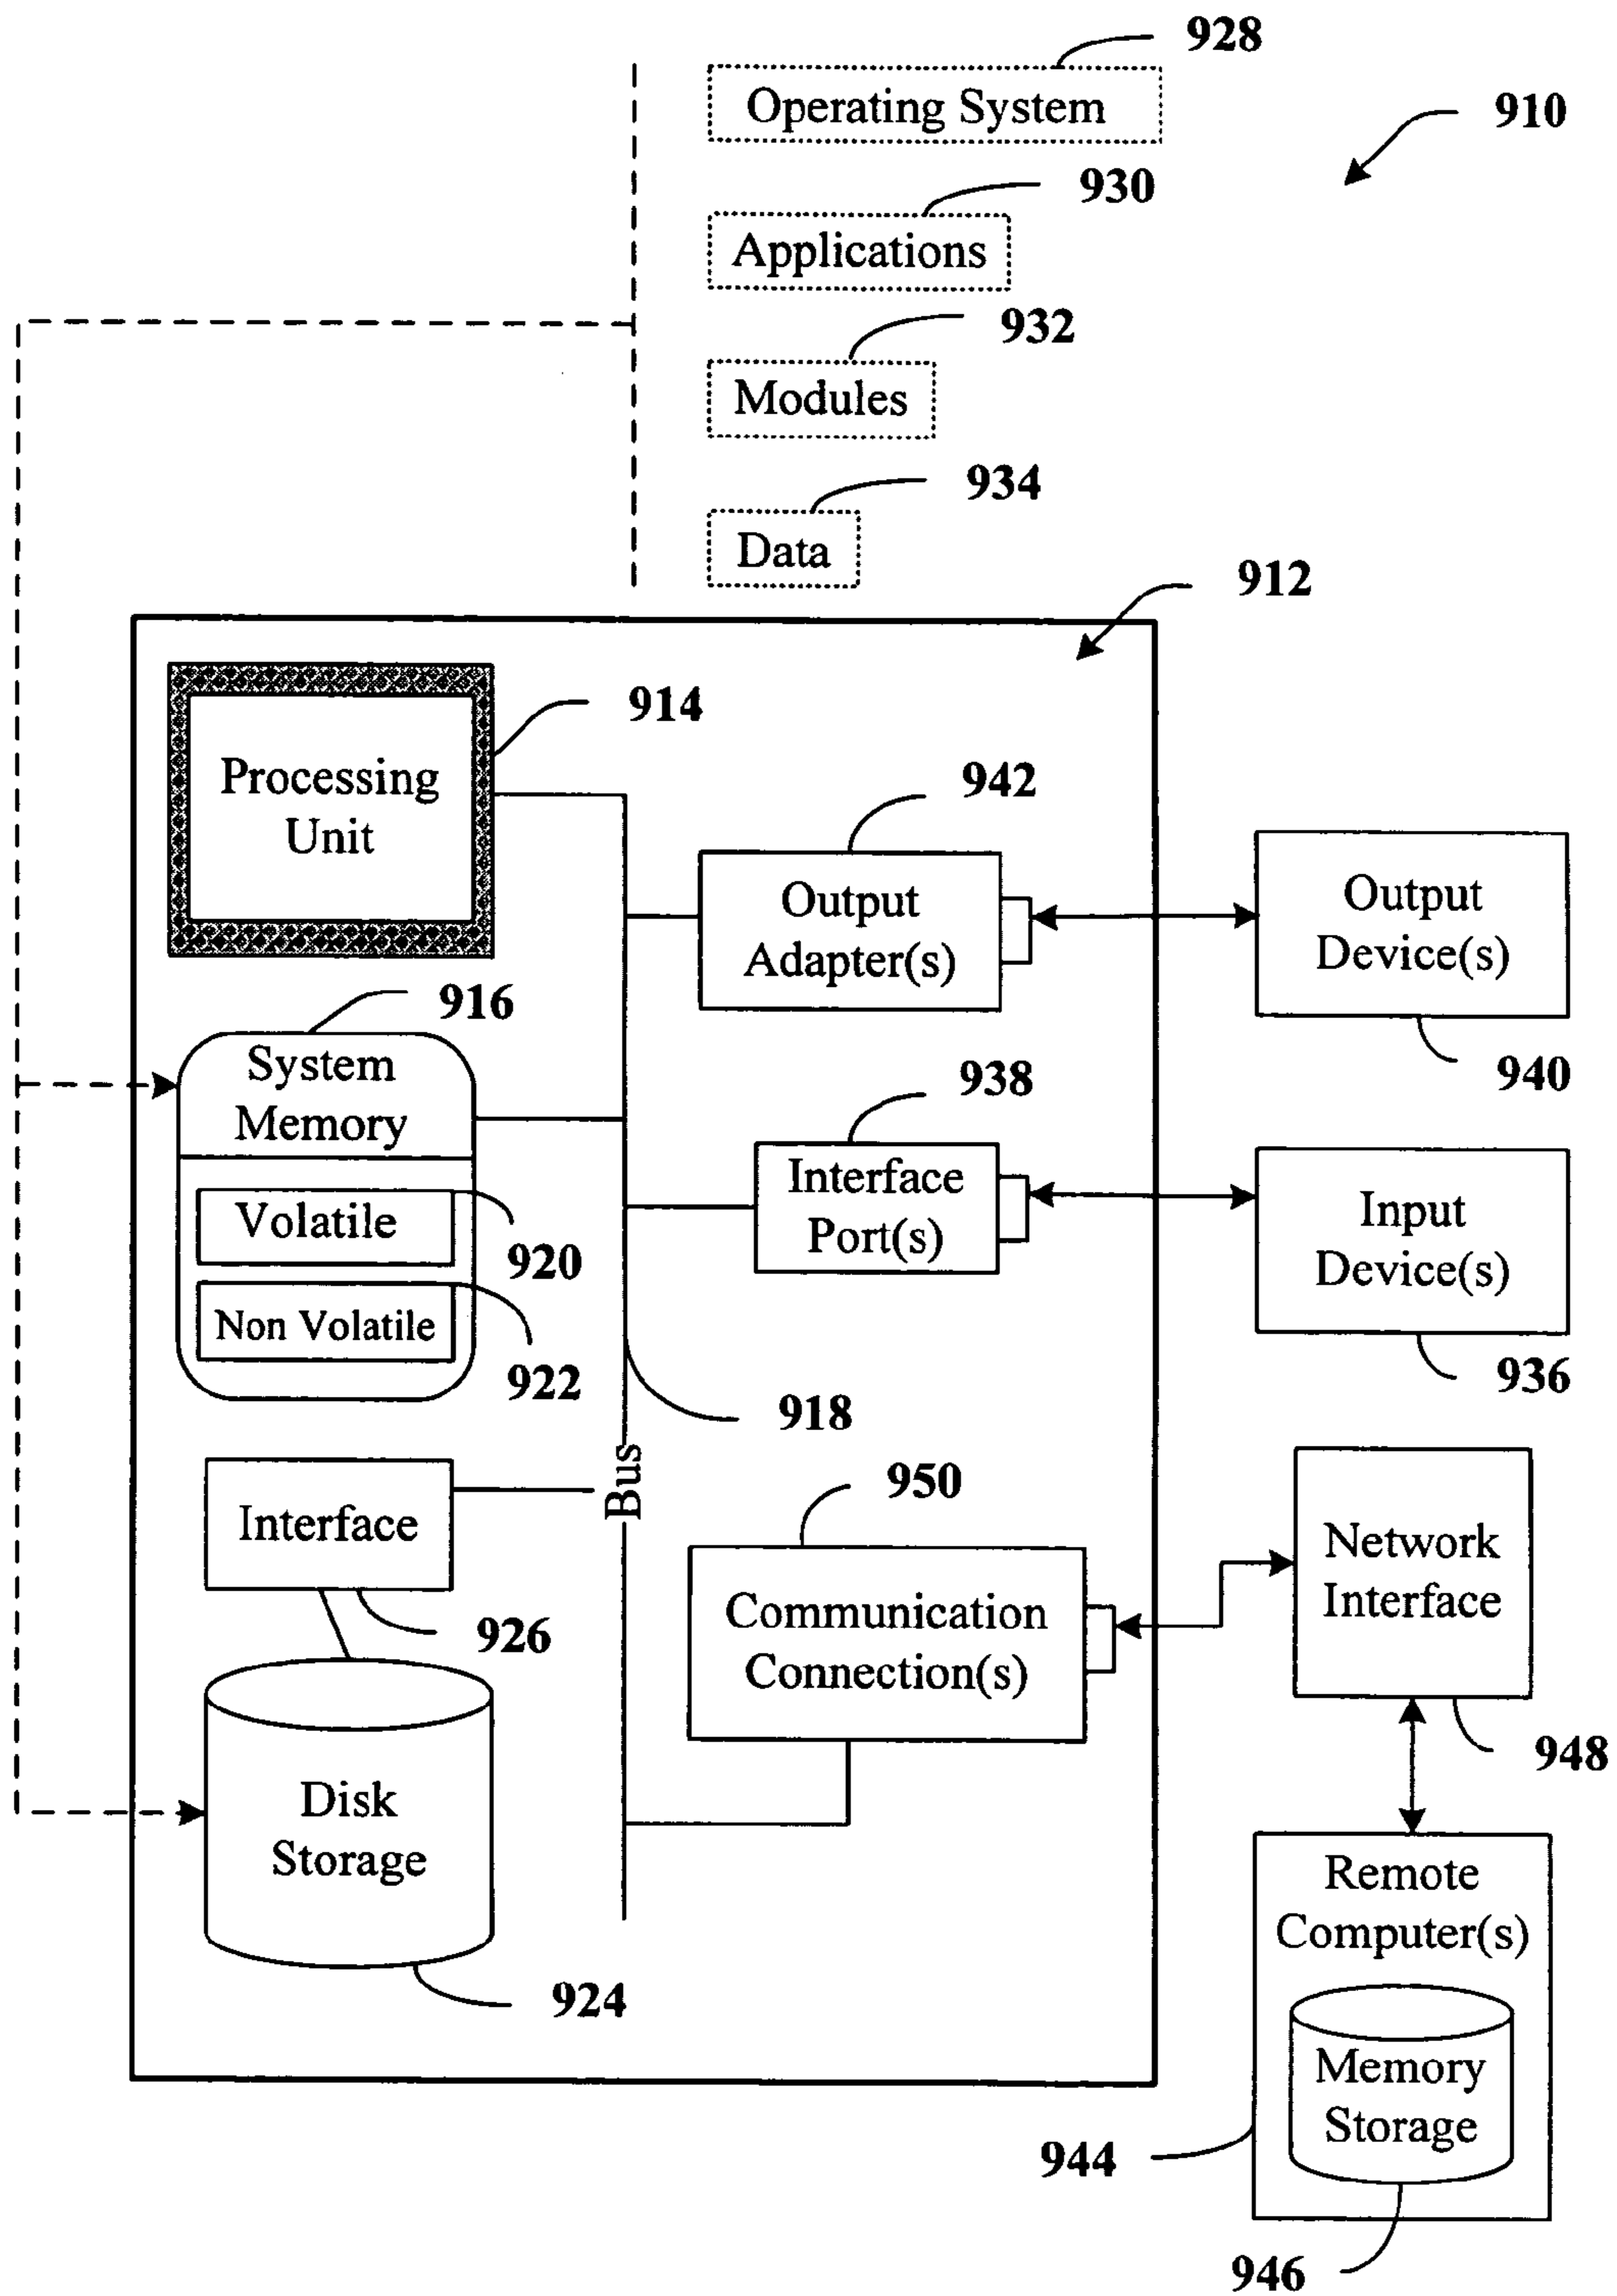 928
Operating System
910
930
Applications
932
Modules
934
Data
912
914
Processing
Unit
942
Output
Adapter(s)
Output
Device(s)
940
916
System
Memory
938
Interface
Port(s)
Input
Device(s)
936
Volatile
920
Non Volatile
922
918
Bus
Interface
926
950
Communication
Connection(s)
Network
Interface
948
Disk
Storage
924
Remote
Computer(s)
Memory
Storage
944
946